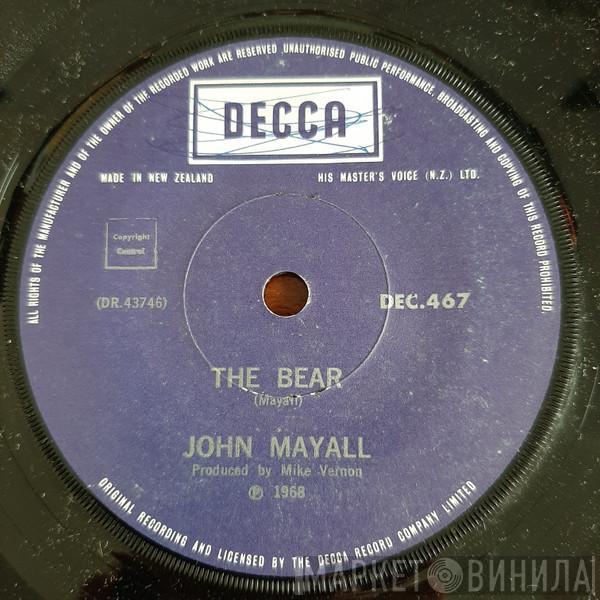 ALL RIGHTS OF THE MANUFACTURER AND OF THE OWNER OF THE RECORDED WORK ARE RESERVED. UNAUTHORISED PUBLIC PERFORMANCE, BROADCASTING AND COPYING OF THIS RECORD PROHIBITED.
DECCA
MADE IN NEW ZEALAND
HIS MASTER'S VOICE (N.Z.) LTD.
Copyright
Control
(DR.43746)
DEC.467
THE BEAR
(Mayall)
JOHN MAYALL
Produced by Mike Vernon
℗ 1968
ORIGINAL RECORDING AND LICENSED BY THE DECCA RECORD COMPANY LIMITED
МАРКЕТ ВИНИЛА